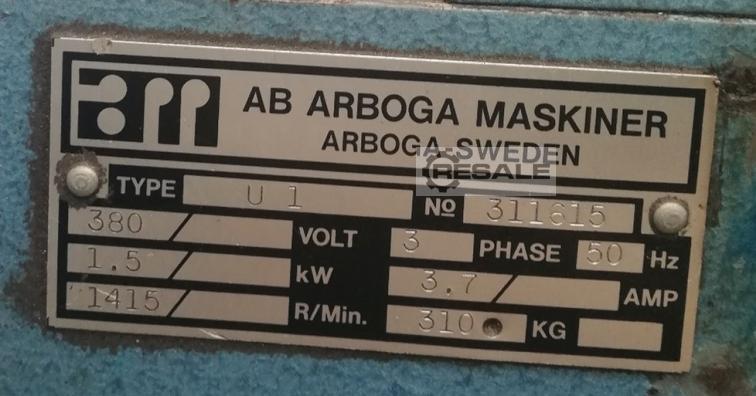 am
AB ARBOGA MASKINER
ARBOGA-SWEDEN
RESALE
TYPE U 1 No 311615
380 / VOLT 3 PHASE 50 Hz
1.5 / kW 3.7 / AMP
1415 / R/Min. 310 KG